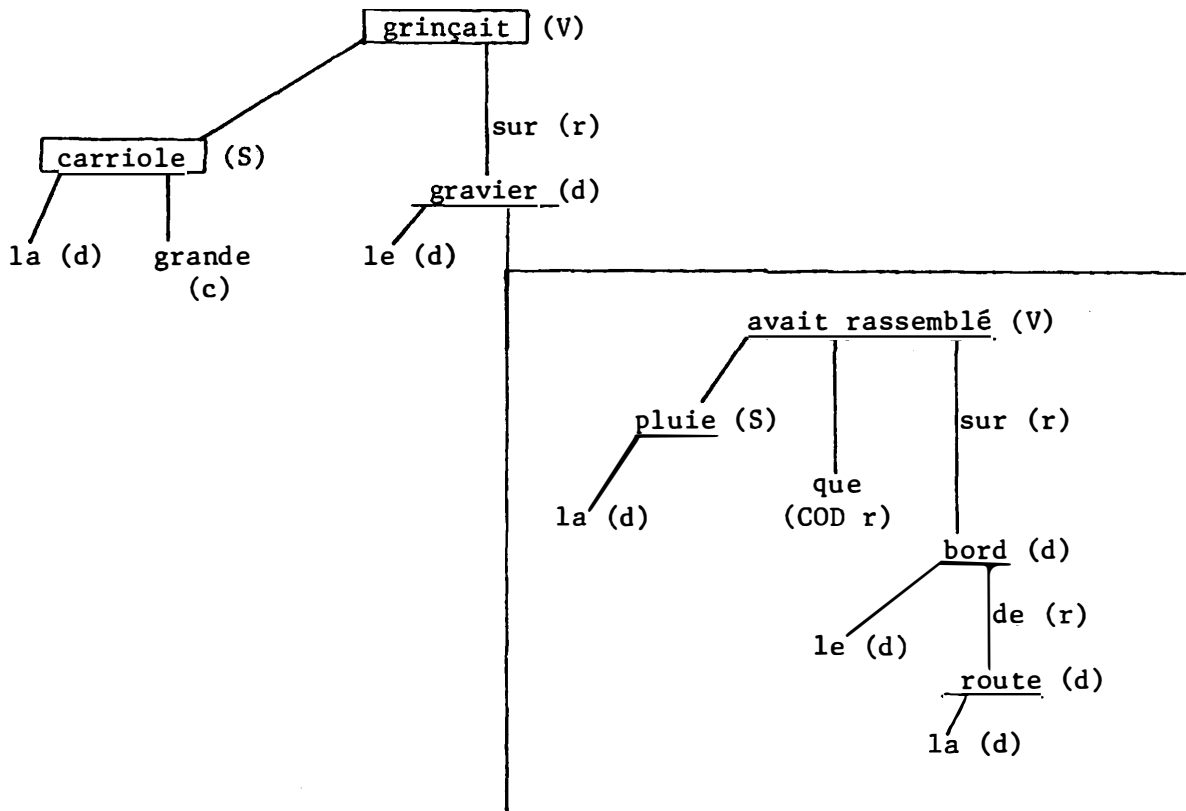 grinçait (V)
sur (r)
carriole (S)
gravier (d)
la (d) grande le (d)
(c)
avait rassemblé (V)
pluie (S) sur (r)
que
la (d) (COD r)
bord (d)
de (r)
le (d)
route (d)
la (d)